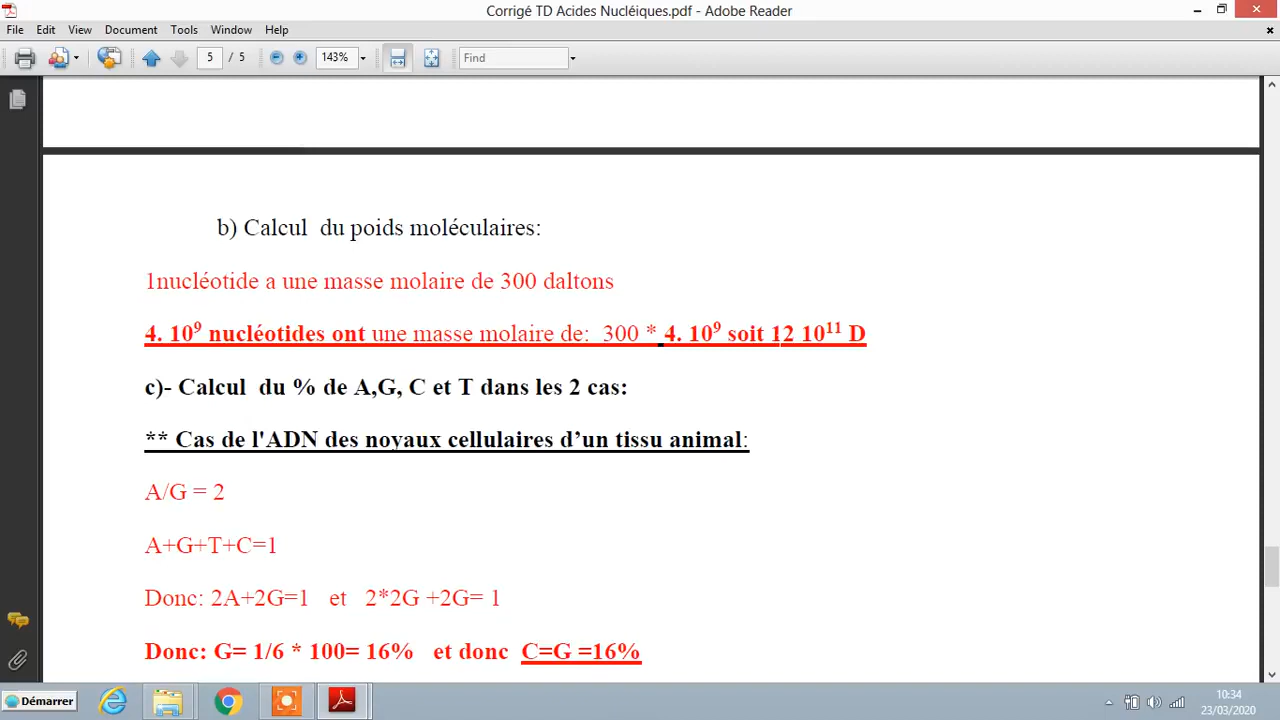 Corrigé TD Acides Nucléiques.pdf - Adobe Reader
File Edit View Document Tools Window Help
5 / 5 143% Find
b) Calcul du poids moléculaires:
1nucléotide a une masse molaire de 300 daltons
4. 10⁹ nucléotides ont une masse molaire de: 300 * 4. 10⁹ soit 12 10¹¹ D
c)- Calcul du % de A,G, C et T dans les 2 cas:
** Cas de l'ADN des noyaux cellulaires d’un tissu animal:
A/G = 2
A+G+T+C=1
Donc: 2A+2G=1 et 2*2G +2G= 1
Donc: G= 1/6 * 100= 16% et donc C=G =16%
Démarrer
10:34
23/03/2020